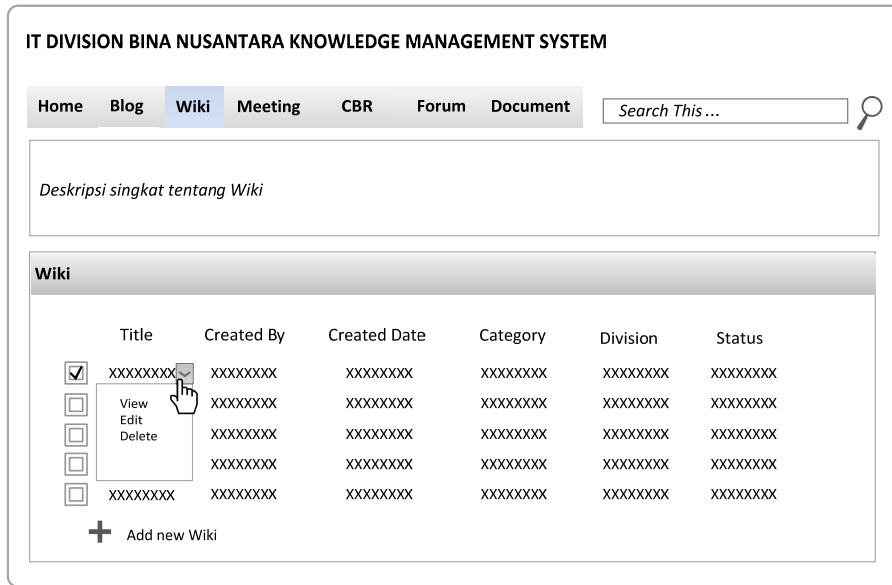 IT DIVISION BINA NUSANTARA KNOWLEDGE MANAGEMENT SYSTEM
Home Blog Wiki Meeting CBR Forum Document Search This ...
Deskripsi singkat tentang Wiki
Wiki
Title Created By Created Date Category Division Status
XXXXXXXX XXXXXXXX XXXXXXXX XXXXXXXX XXXXXXXX XXXXXXXX
View XXXXXXXX XXXXXXXX XXXXXXXX XXXXXXXX XXXXXXXX
Edit
Delete XXXXXXXX XXXXXXXX XXXXXXXX XXXXXXXX XXXXXXXX
XXXXXXXX XXXXXXXX XXXXXXXX XXXXXXXX XXXXXXXX
XXXXXXXX XXXXXXXX XXXXXXXX XXXXXXXX XXXXXXXX XXXXXXXX
Add new Wiki